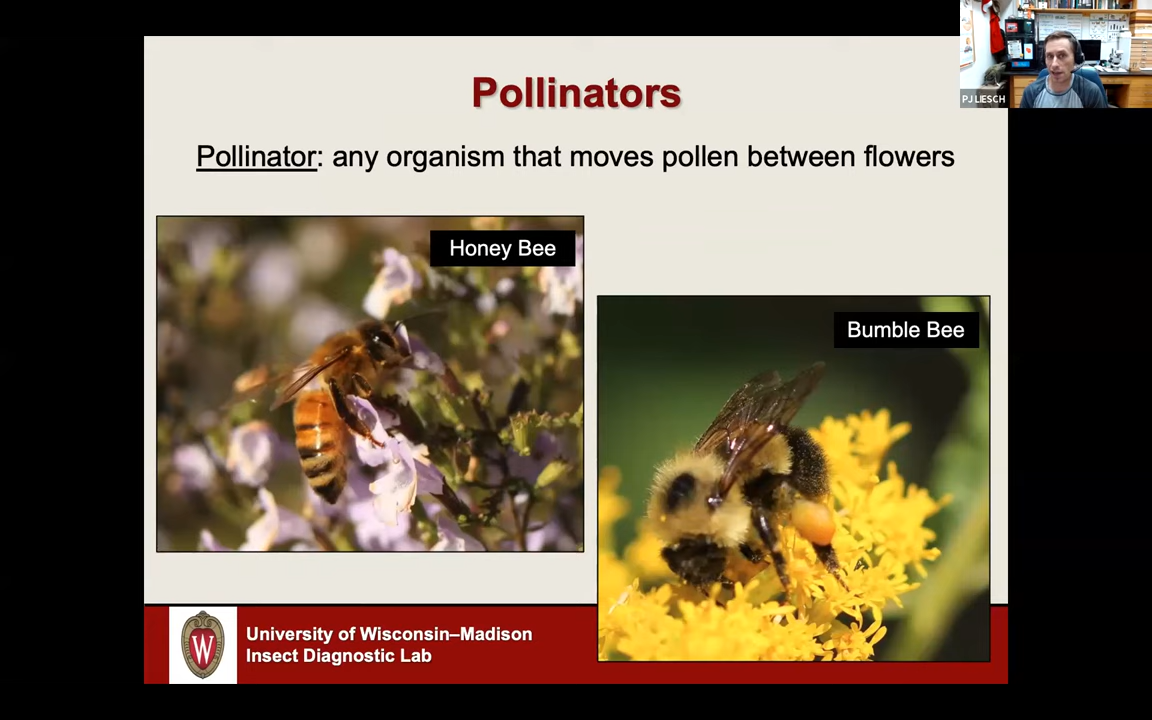 Pollinators
PJ LIESCH
Pollinator: any organism that moves pollen between flowers
Honey Bee
Bumble Bee
W
University of Wisconsin–Madison
Insect Diagnostic Lab